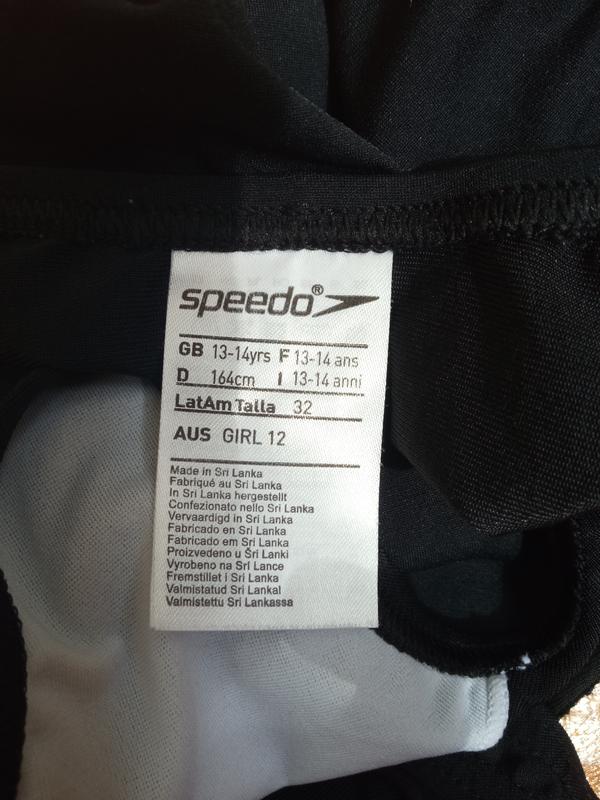 speedo®
GB 13-14yrs F 13-14 ans
D 164cm I 13-14 anni
LatAm Talla 32
AUS GIRL 12
Made in Sri Lanka
Fabriqué au Sri Lanka
In Sri Lanka hergestellt
Confezionato nello Sri Lanka
Vervaardigd in Sri Lanka
Fabricado en Sri Lanka
Fabricado em Sri Lanka
Proizvedeno u Šri Lanki
Vyrobeno na Srí Lance
Fremstillet i Sri Lanka
Valmistatud Sri Lankal
Valmistettu Sri Lankassa